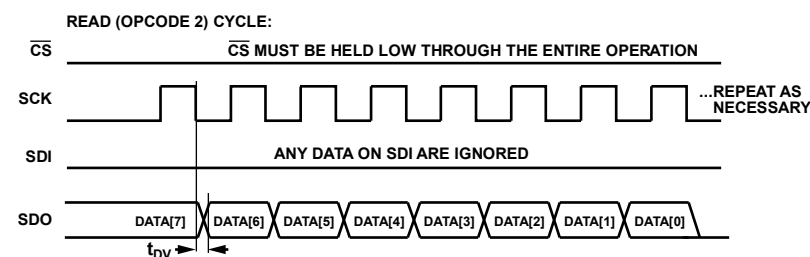 READ (OPCODE 2) CYCLE:
CS CS MUST BE HELD LOW THROUGH THE ENTIRE OPERATION
SCK ...REPEAT AS
NECESSARY
SDI ANY DATA ON SDI ARE IGNORED
SDO DATA[7] DATA[6] DATA[5] DATA[4] DATA[3] DATA[2] DATA[1] DATA[0]
tDV